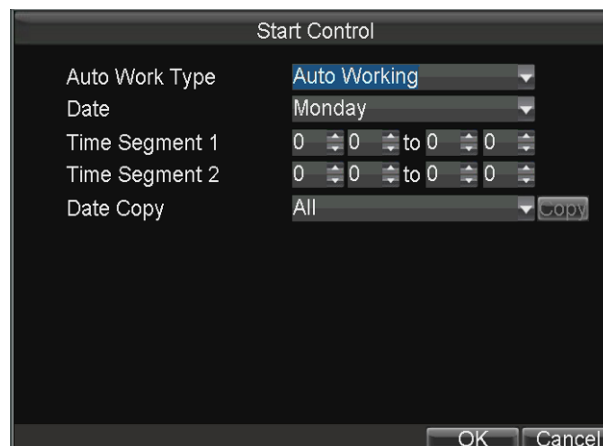 Start Control
Auto Work Type Auto Working
Date Monday
Time Segment 1 0 0 to 0 0
Time Segment 2 0 0 to 0 0
Date Copy All Copy
OK Cancel